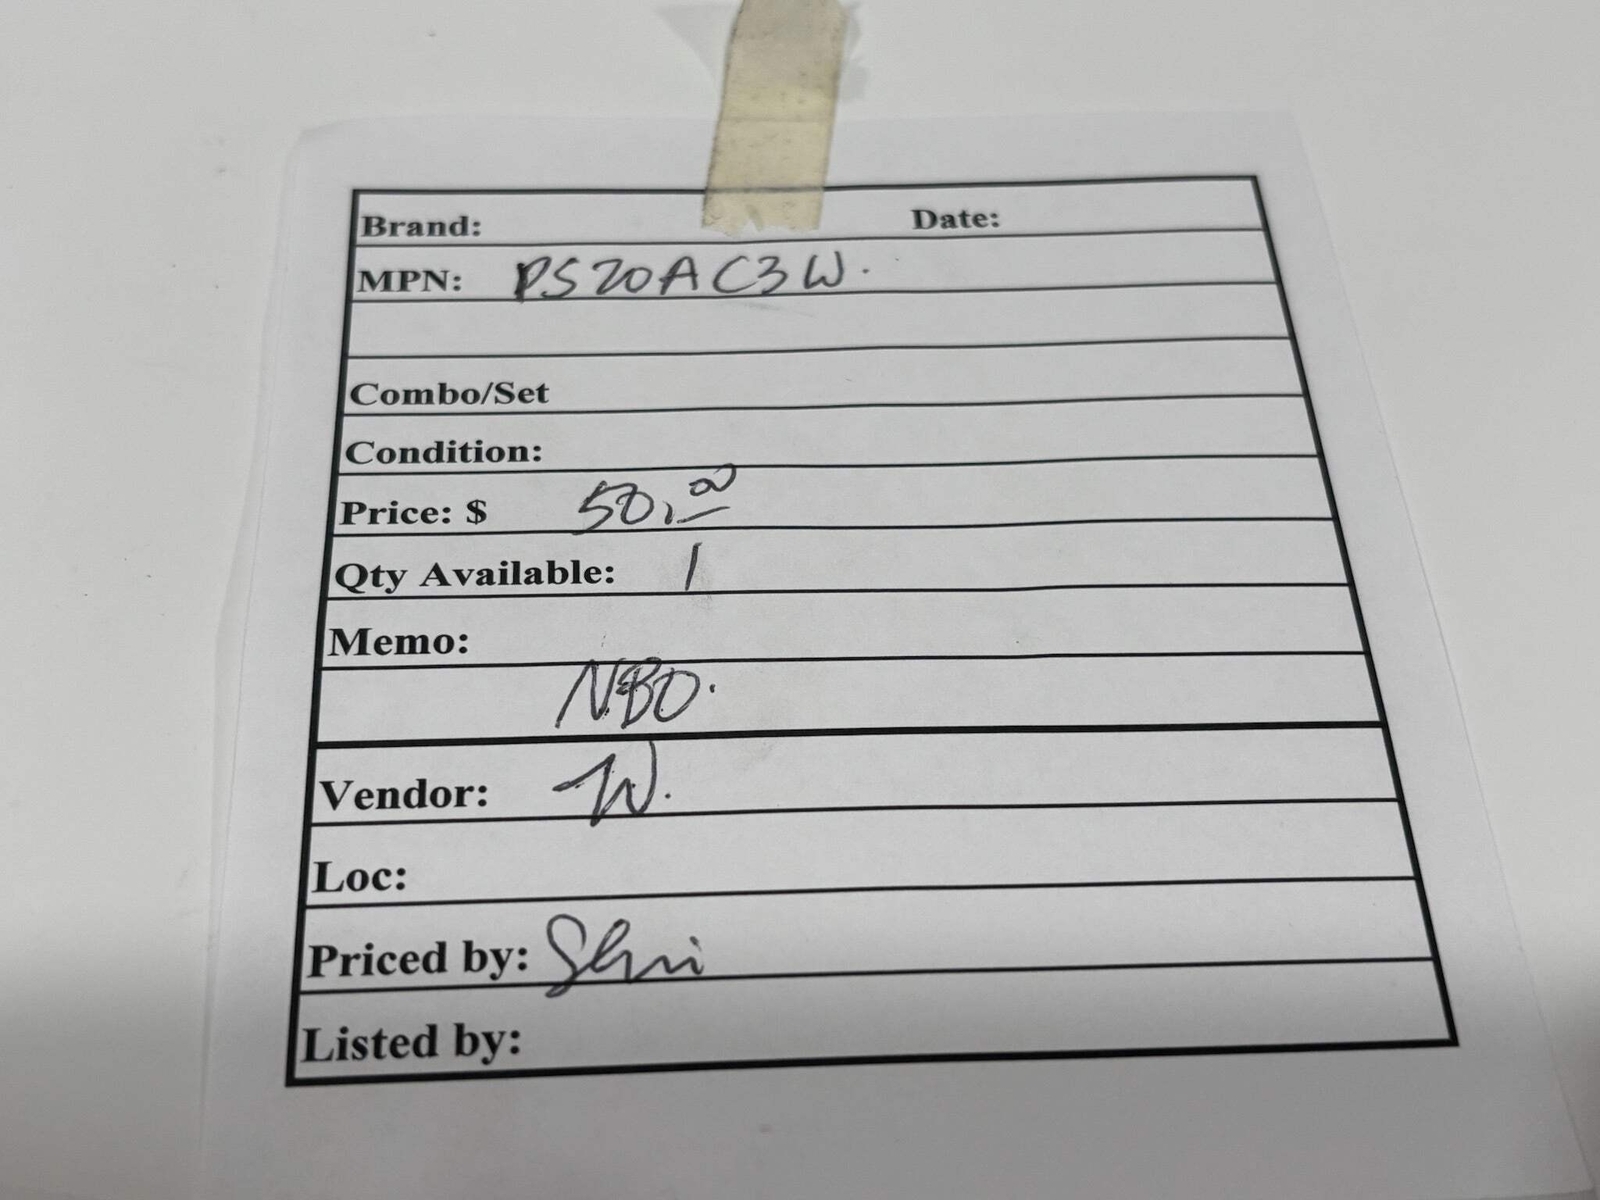 Brand: Date:
MPN: PS20AC3W.
Combo/Set
Condition:
Price: $ 50.00
Qty Available: 1
Memo:
NBO.
Vendor: W.
Loc:
Priced by: Shri
Listed by: